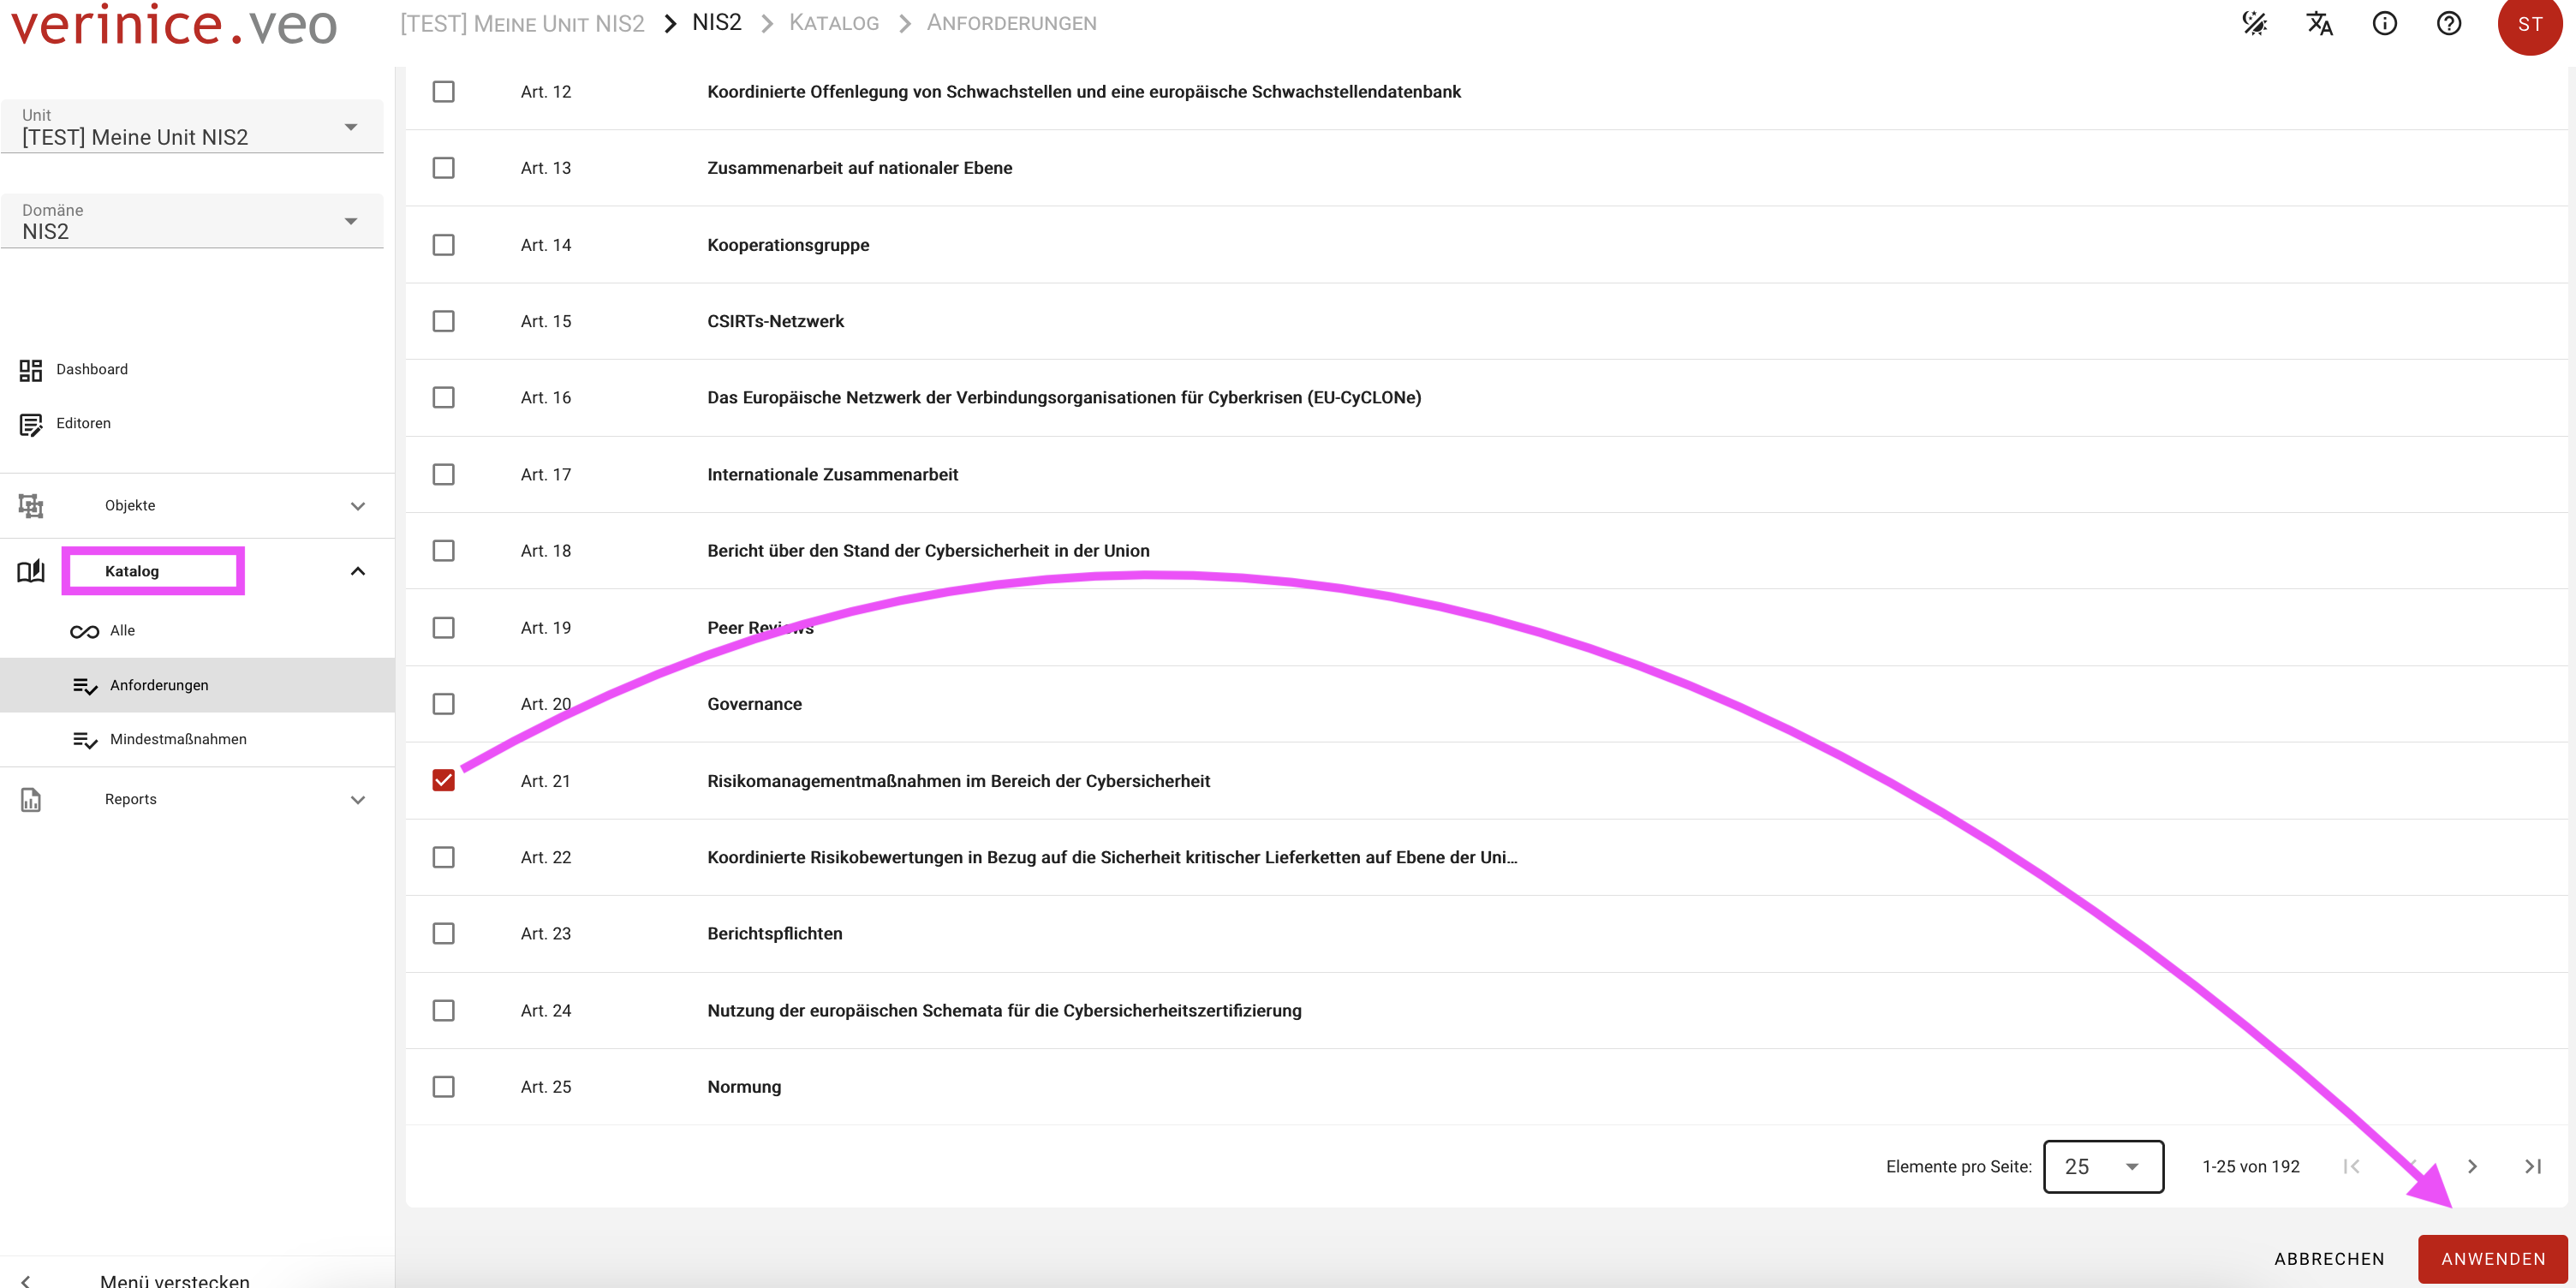 verinice.veo
[TEST] MEINE UNIT NIS2 > NIS2 > KATALOG > ANFORDERUNGEN
ST
Unit
[TEST] Meine Unit NIS2
Domäne
NIS2
Dashboard
Editoren
Objekte
Katalog
Alle
Anforderungen
Mindestmaßnahmen
Reports
Menü verstecken
Art. 12 Koordinierte Offenlegung von Schwachstellen und eine europäische Schwachstellendatenbank
Art. 13 Zusammenarbeit auf nationaler Ebene
Art. 14 Kooperationsgruppe
Art. 15 CSIRTs-Netzwerk
Art. 16 Das Europäische Netzwerk der Verbindungsorganisationen für Cyberkrisen (EU-CyCLONe)
Art. 17 Internationale Zusammenarbeit
Art. 18 Bericht über den Stand der Cybersicherheit in der Union
Art. 19 Peer Reviews
Art. 20 Governance
Art. 21 Risikomanagementmaßnahmen im Bereich der Cybersicherheit
Art. 22 Koordinierte Risikobewertungen in Bezug auf die Sicherheit kritischer Lieferketten auf Ebene der Uni...
Art. 23 Berichtspflichten
Art. 24 Nutzung der europäischen Schemata für die Cybersicherheitszertifizierung
Art. 25 Normung
Elemente pro Seite: 25 1-25 von 192
ABBRECHEN ANWENDEN